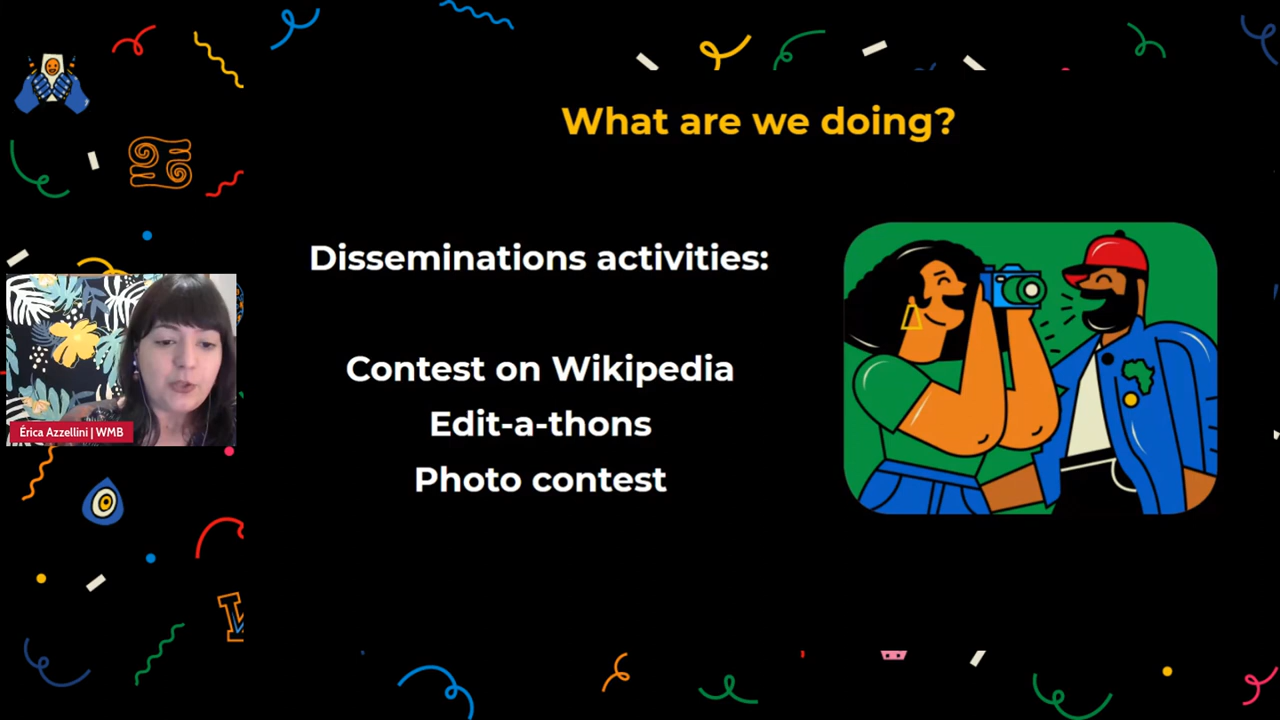 What are we doing?
Disseminations activities:
Contest on Wikipedia
Edit-a-thons
Photo contest
Érica Azzellini | WMB